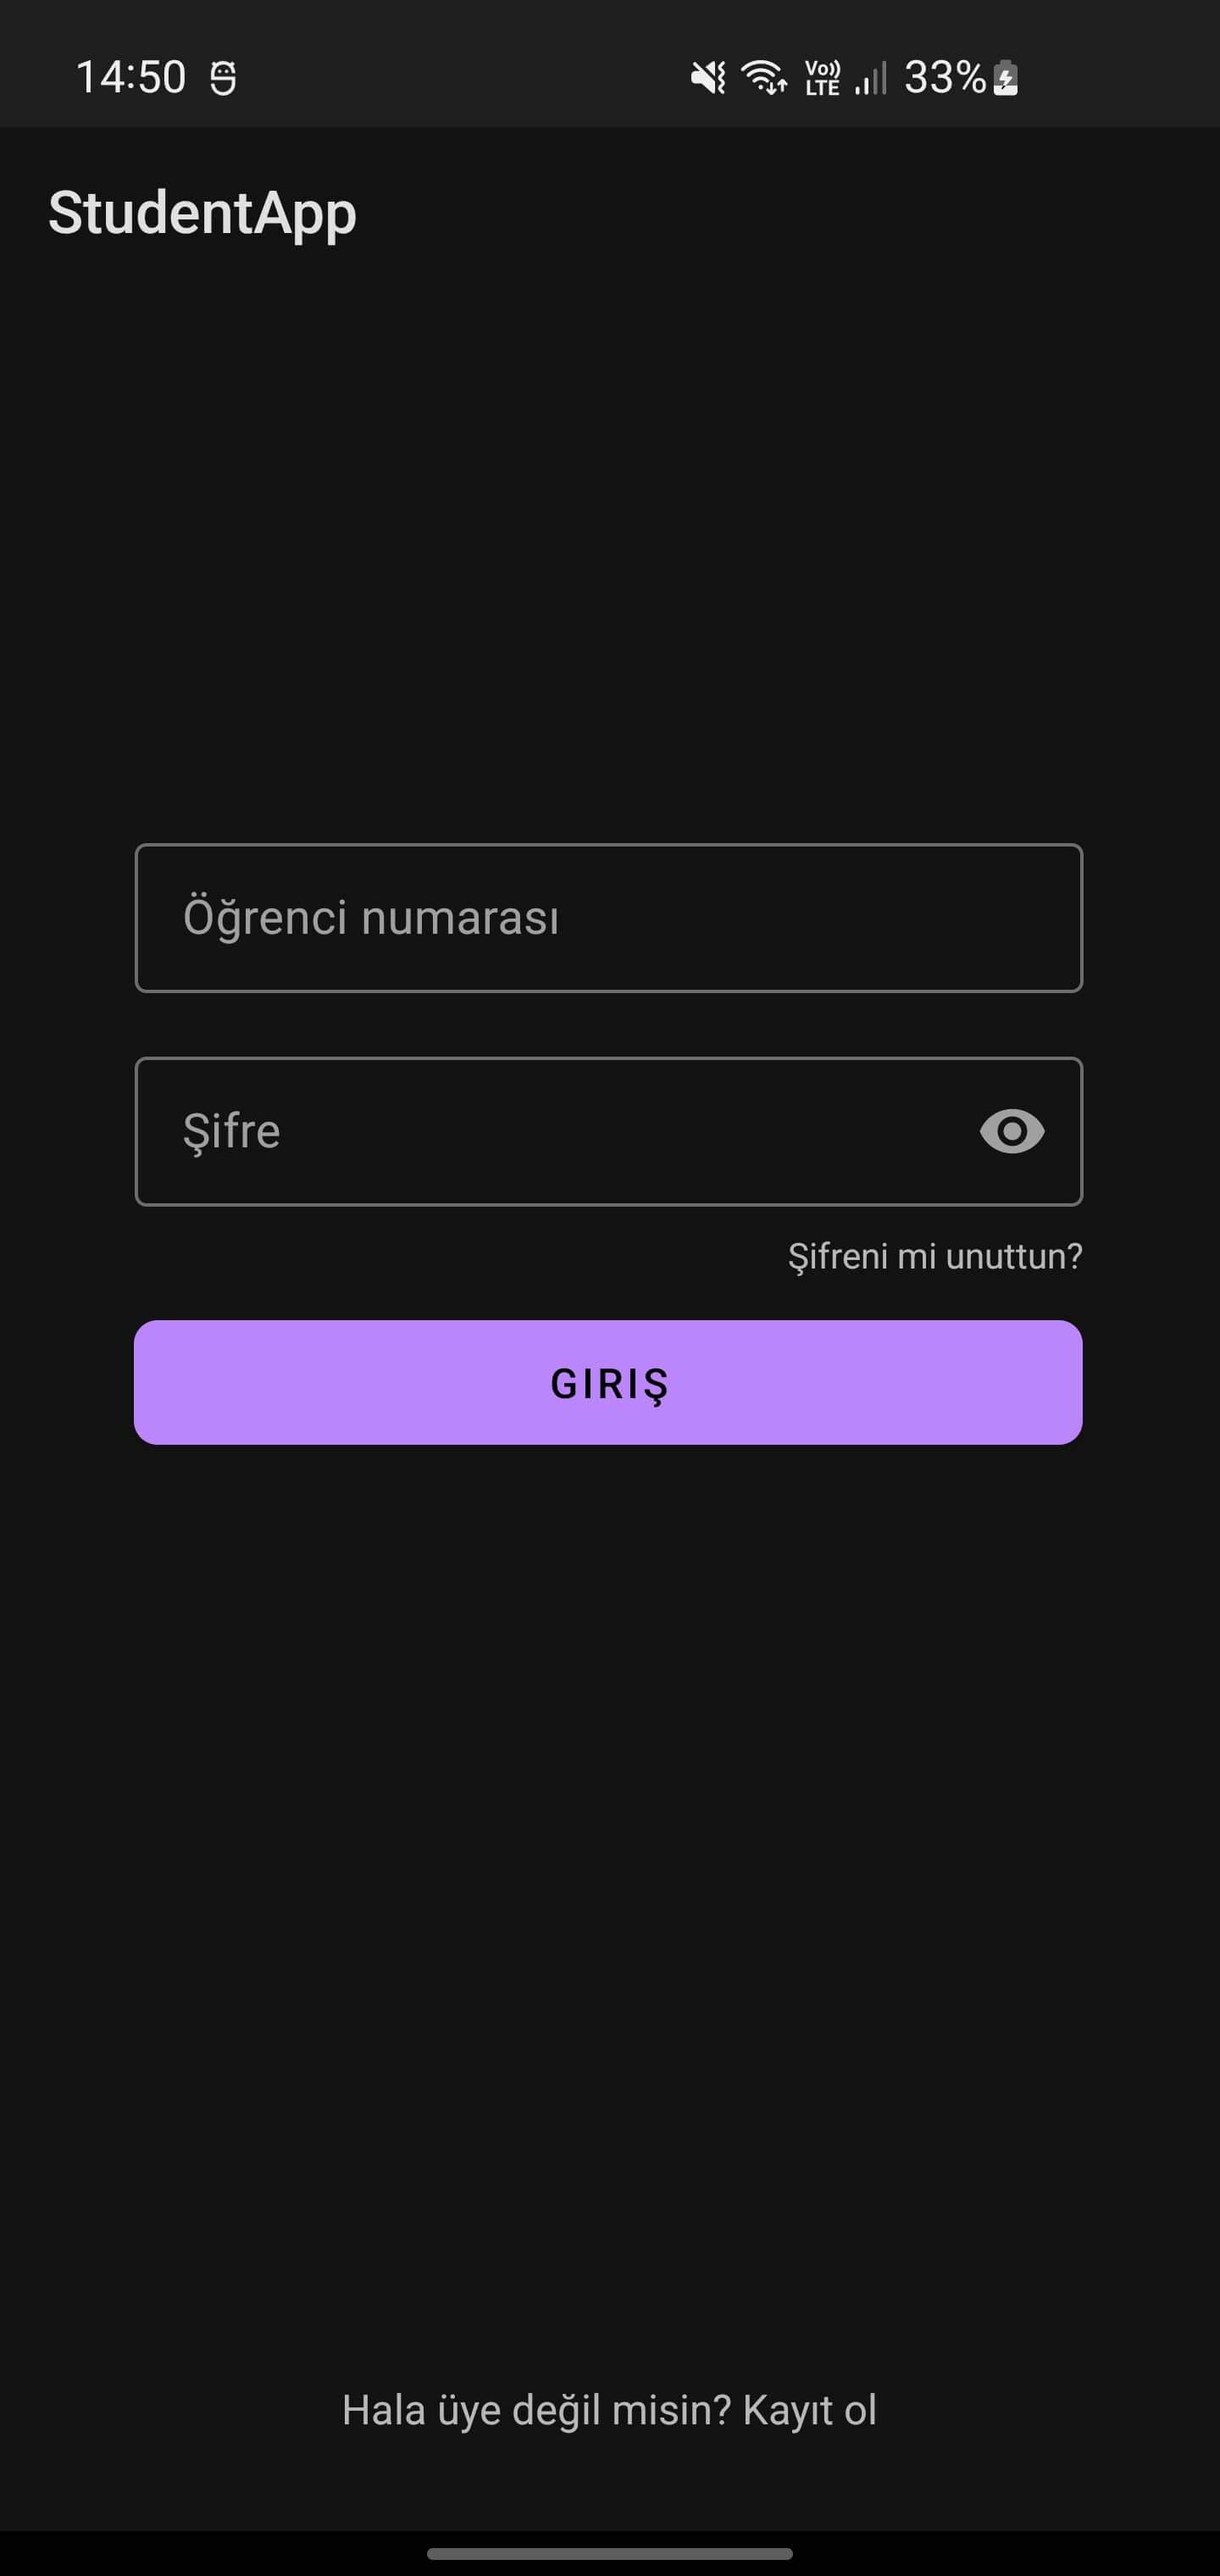 14:50
Vo)) LTE 33%
StudentApp
Öğrenci numarası
Şifre
Şifreni mi unuttun?
GIRIŞ
Hala üye değil misin? Kayıt ol